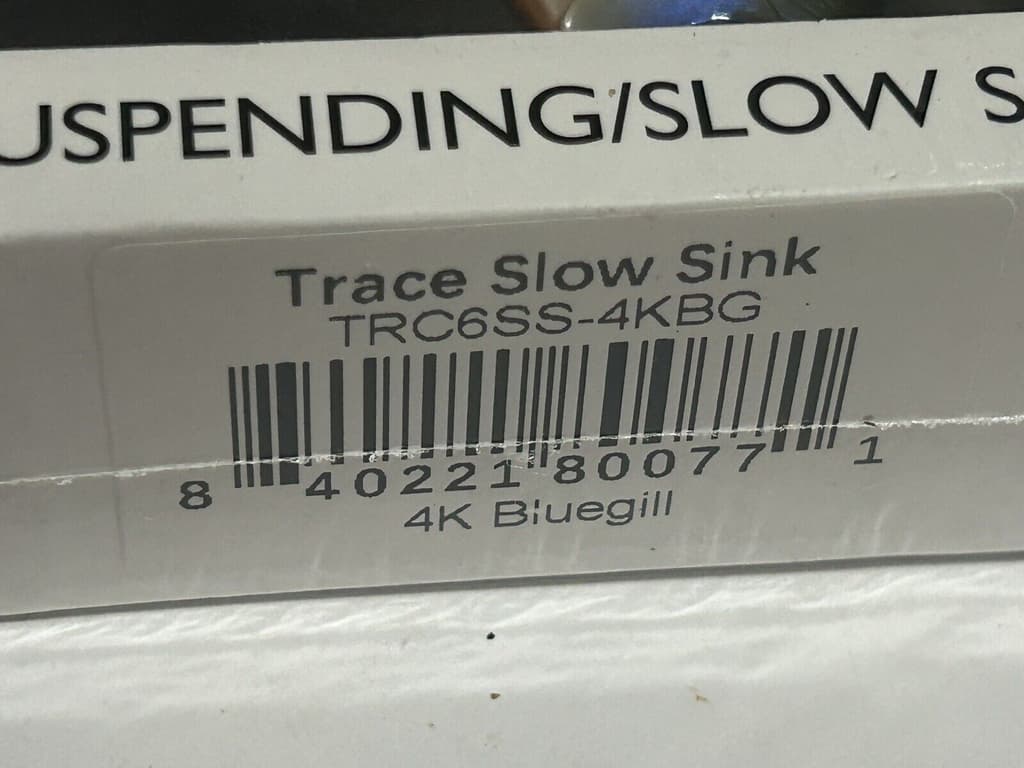 USPENDING/SLOW S
Trace Slow Sink
TRC6SS-4KBG
8 40221 80077 1
4K Bluegill